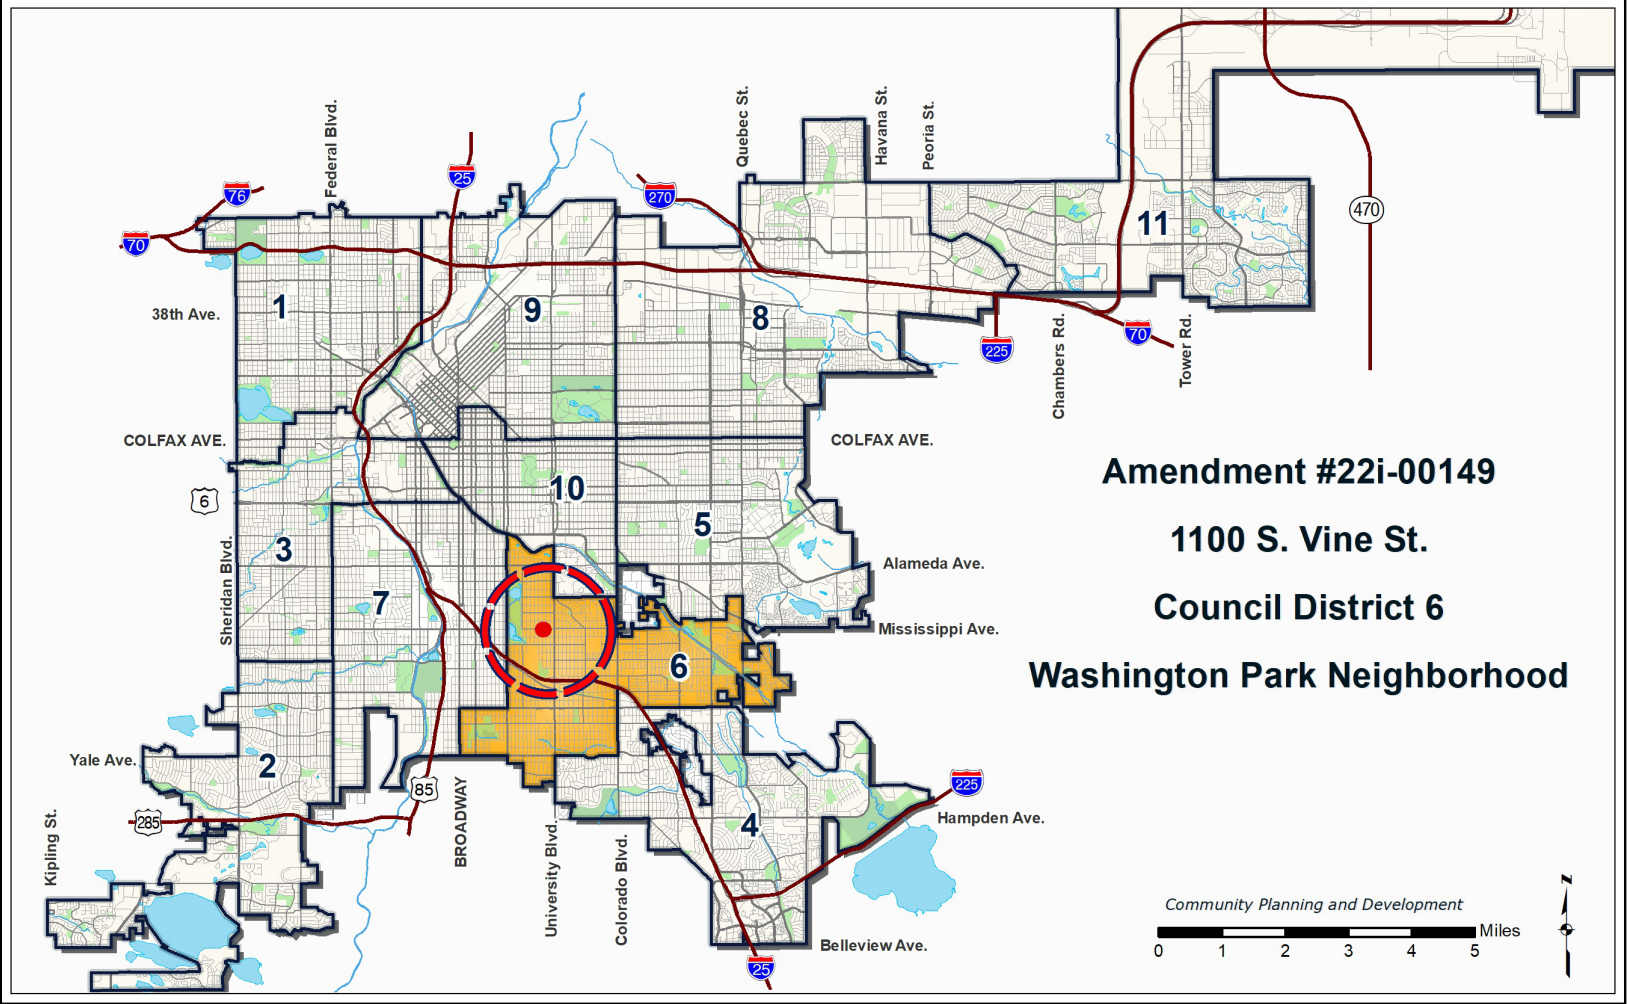 Federal Blvd.
Quebec St.
Havana St.
Peoria St.
76
25
270
70
470
11
1
9
8
38th Ave.
225
Chambers Rd.
70
Tower Rd.
COLFAX AVE.
COLFAX AVE.
6
10
5
3
Sheridan Blvd.
7
Alameda Ave.
Mississippi Ave.
6
Amendment #22i-00149
1100 S. Vine St.
Council District 6
Washington Park Neighborhood
Yale Ave.
2
85
225
285
BROADWAY
4
Hampden Ave.
Kipling St.
University Blvd.
Colorado Blvd.
Belleview Ave.
25
Community Planning and Development
Miles
0 1 2 3 4 5
N